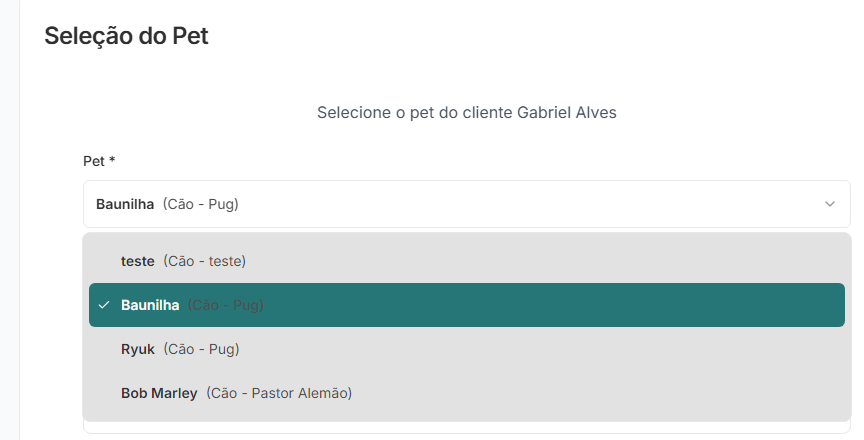 Seleção do Pet
Selecione o pet do cliente Gabriel Alves
Pet *
Baunilha (Cão - Pug)
teste (Cão - teste)
Baunilha (Cão - Pug)
Ryuk (Cão - Pug)
Bob Marley (Cão - Pastor Alemão)